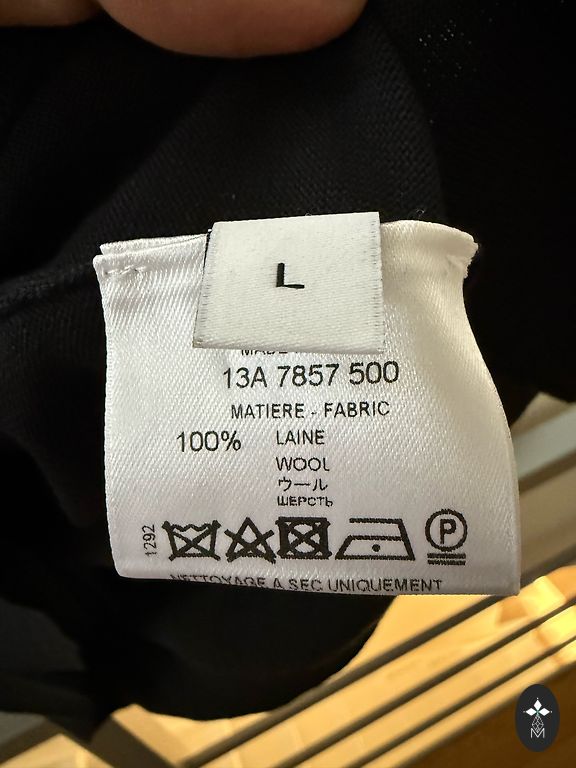 L
13A 7857 500
MATIERE - FABRIC
100% LAINE
WOOL
ウール
ШЕРСТЬ
1292
P
NETTOYAGE A SEC UNIQUEMENT
M